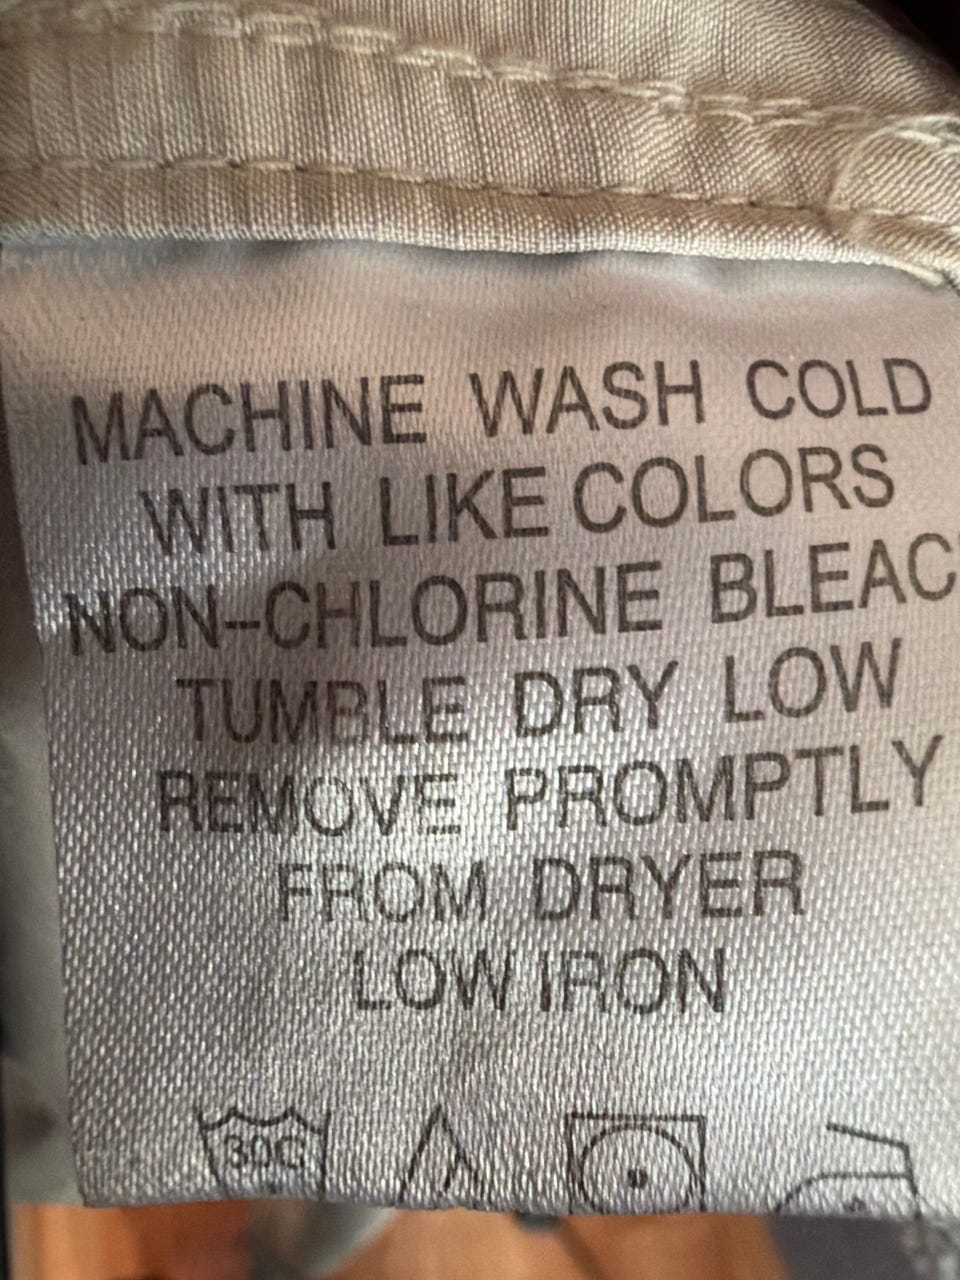 MACHINE WASH COLD
WITH LIKE COLORS
NON-CHLORINE BLEAC
TUMBLE DRY LOW
REMOVE PROMPTLY
FROM DRYER
LOW IRON
30C